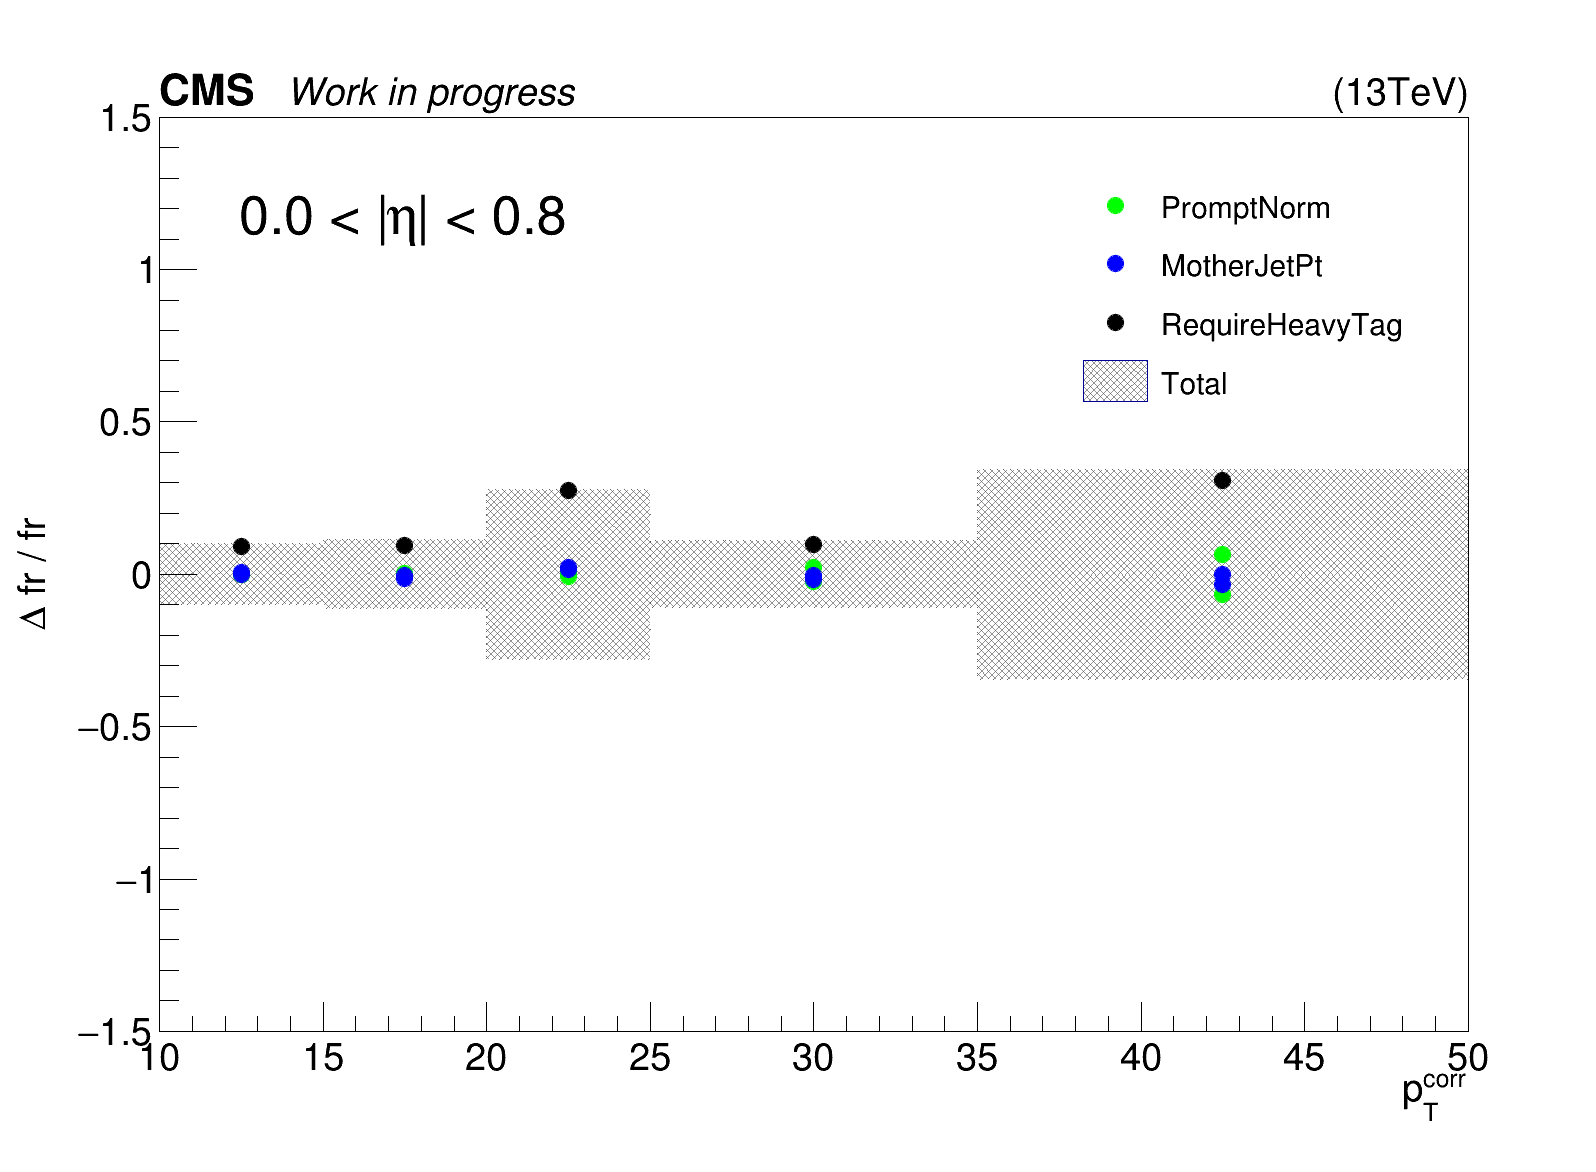 CMS Work in progress (13TeV)
0.0 < |η| < 0.8
PromptNorm
MotherJetPt
RequireHeavyTag
Total
Δ fr / fr
1.5
1
0.5
0
−0.5
−1
−1.5
10 15 20 25 30 35 40 45 50
p_T^corr